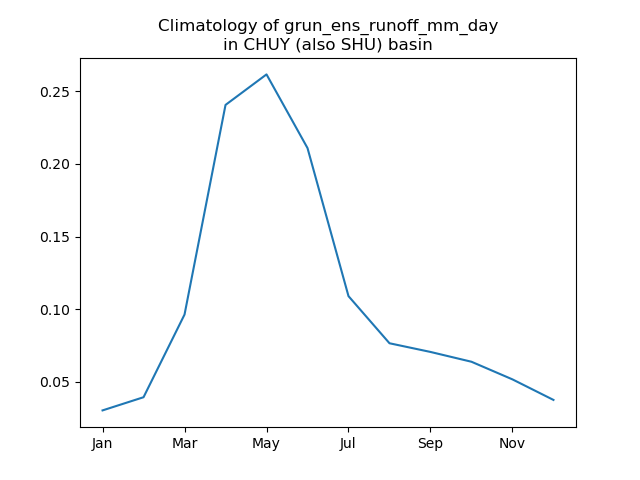 Climatology of grun_ens_runoff_mm_day
in CHUY (also SHU) basin
0.25
0.20
0.15
0.10
0.05
Jan Mar May Jul Sep Nov